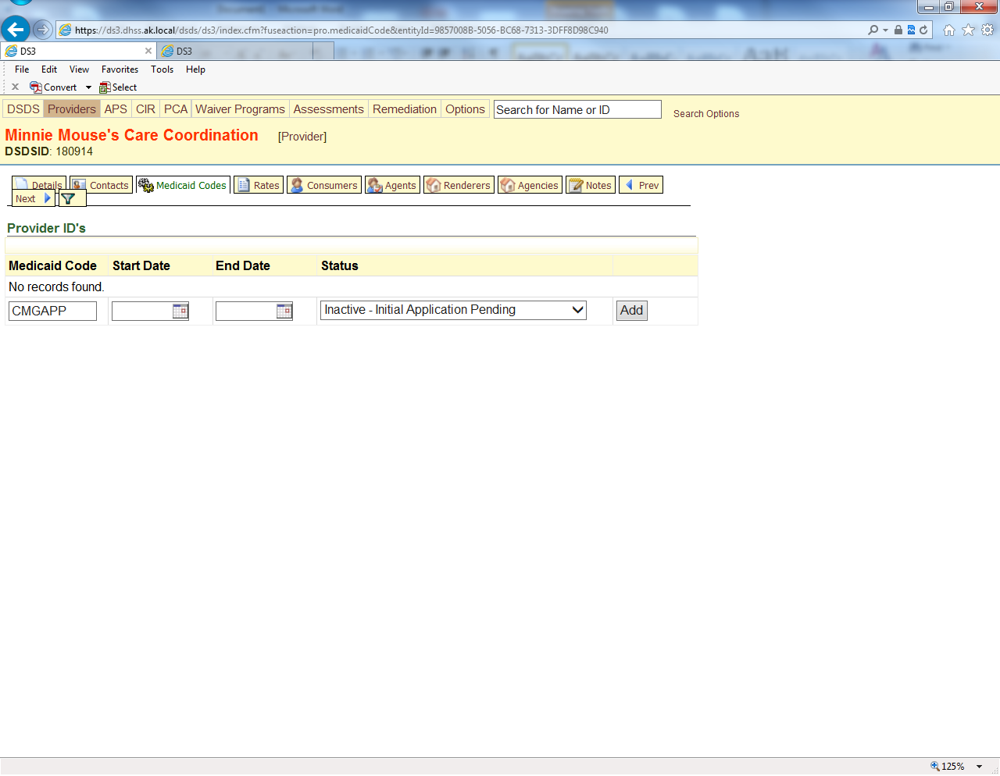 https://ds3.dhss.ak.local/dsds/ds3/index.cfm?fuseaction=pro.medicaidCode&entityId=9857008B-5056-BC68-7313-3DFF8D98C940
DS3 DS3
File Edit View Favorites Tools Help
Convert Select
DSDS Providers APS CIR PCA Waiver Programs Assessments Remediation Options Search for Name or ID Search Options
Minnie Mouse's Care Coordination [Provider]
DSDSID: 180914
Details Contacts Medicaid Codes Rates Consumers Agents Renderers Agencies Notes Prev
Next
Provider ID's
Medicaid Code Start Date End Date Status
No records found.
CMGAPP Inactive - Initial Application Pending Add
125%